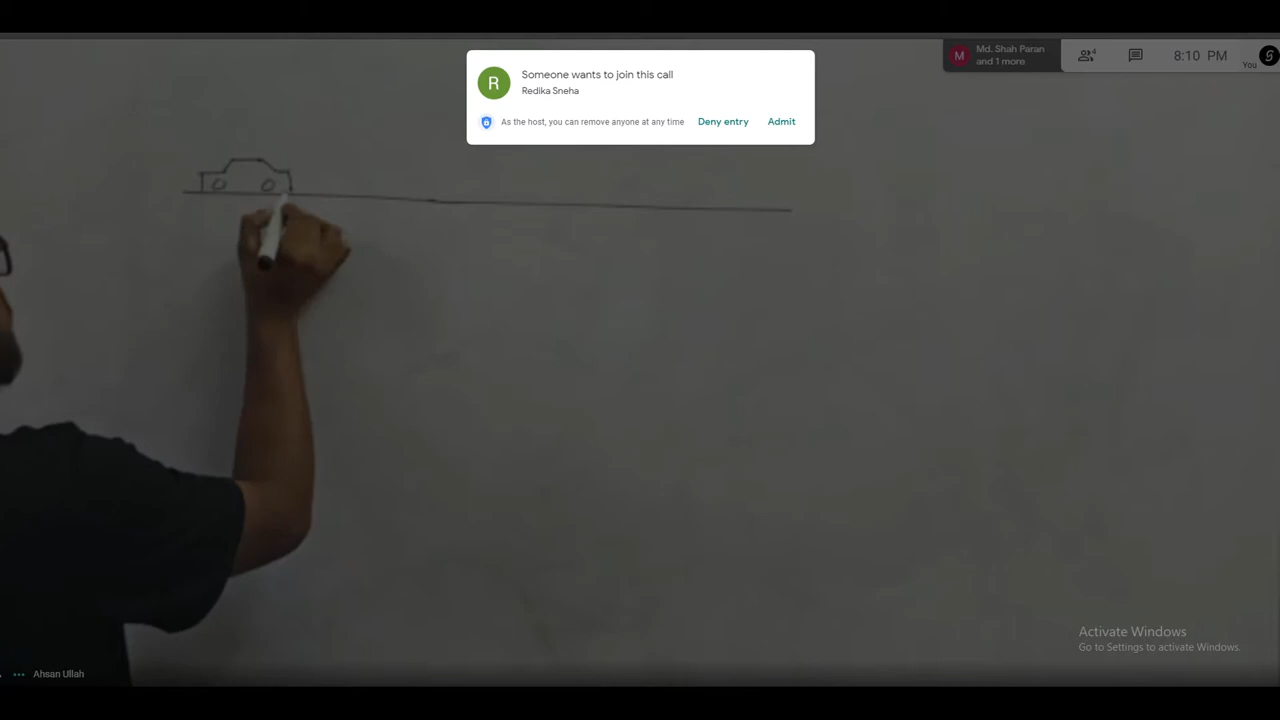 Someone wants to join this call
Redika Sneha
R
As the host, you can remove anyone at any time
Deny entry
Admit
M
Md. Shah Paran
and 1 more
4
8:10 PM
You
Activate Windows
Go to Settings to activate Windows.
Ahsan Ullah